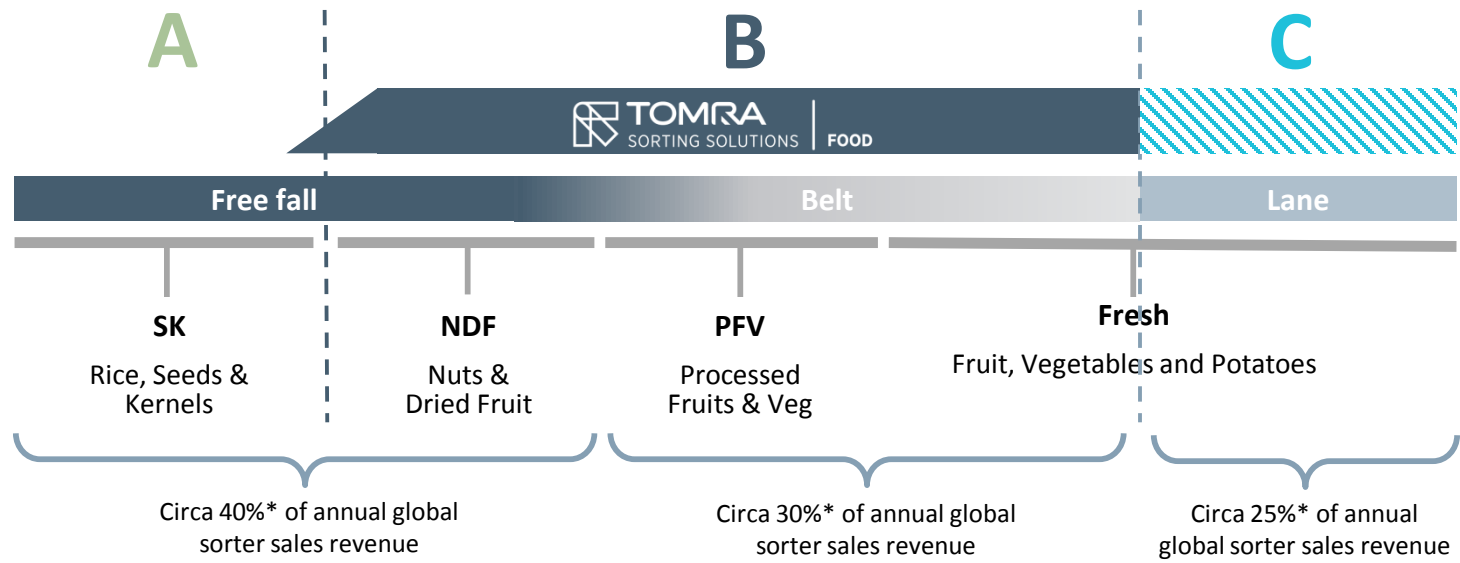 A
B
C
TOMRA
SORTING SOLUTIONS
FOOD
Free fall
Belt
Lane
SK
NDF
PFV
Fresh
Rice, Seeds &
Kernels
Nuts &
Dried Fruit
Processed
Fruits & Veg
Fruit, Vegetables and Potatoes
Circa 40%* of annual global
sorter sales revenue
Circa 30%* of annual global
sorter sales revenue
Circa 25%* of annual
global sorter sales revenue